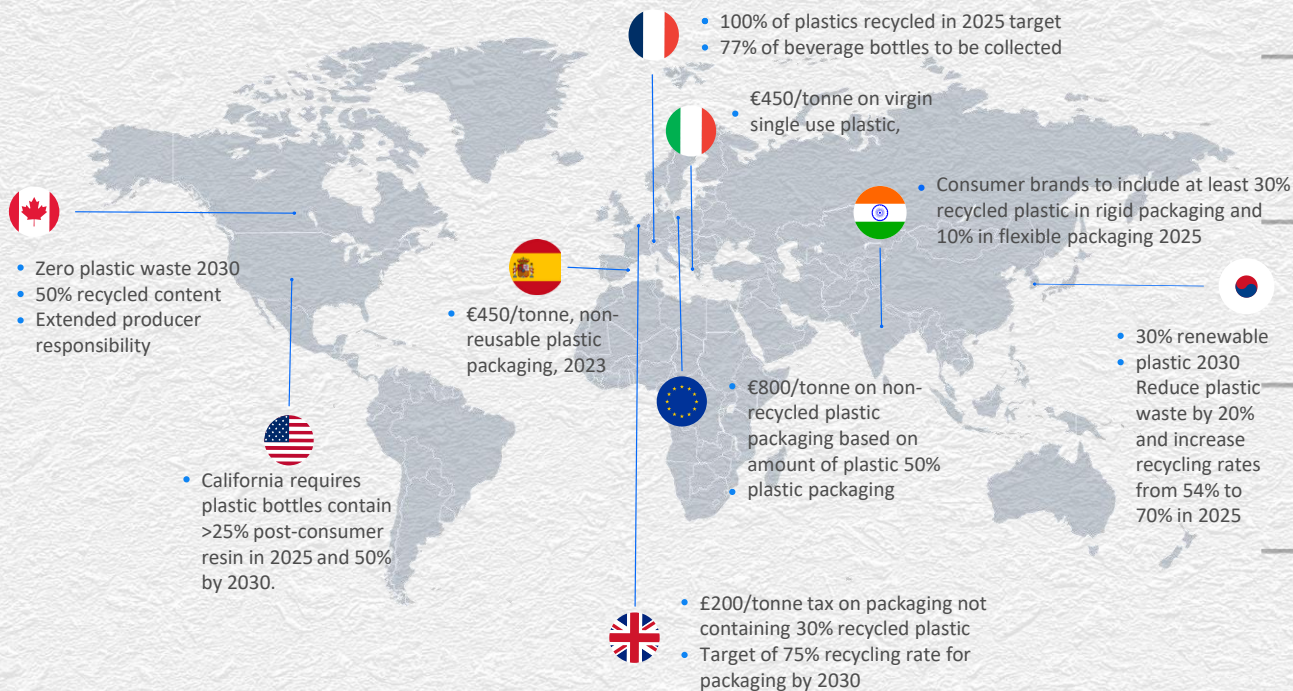 100% of plastics recycled in 2025 target
77% of beverage bottles to be collected
€450/tonne on virgin
single use plastic,
Consumer brands to include at least 30%
recycled plastic in rigid packaging and
10% in flexible packaging 2025
Zero plastic waste 2030
50% recycled content
Extended producer
responsibility
€450/tonne, non-
reusable plastic
packaging, 2023
30% renewable
plastic 2030
Reduce plastic
waste by 20%
and increase
recycling rates
from 54% to
70% in 2025
€800/tonne on non-
recycled plastic
packaging based on
amount of plastic 50%
plastic packaging
California requires
plastic bottles contain
>25% post-consumer
resin in 2025 and 50%
by 2030.
£200/tonne tax on packaging not
containing 30% recycled plastic
Target of 75% recycling rate for
packaging by 2030